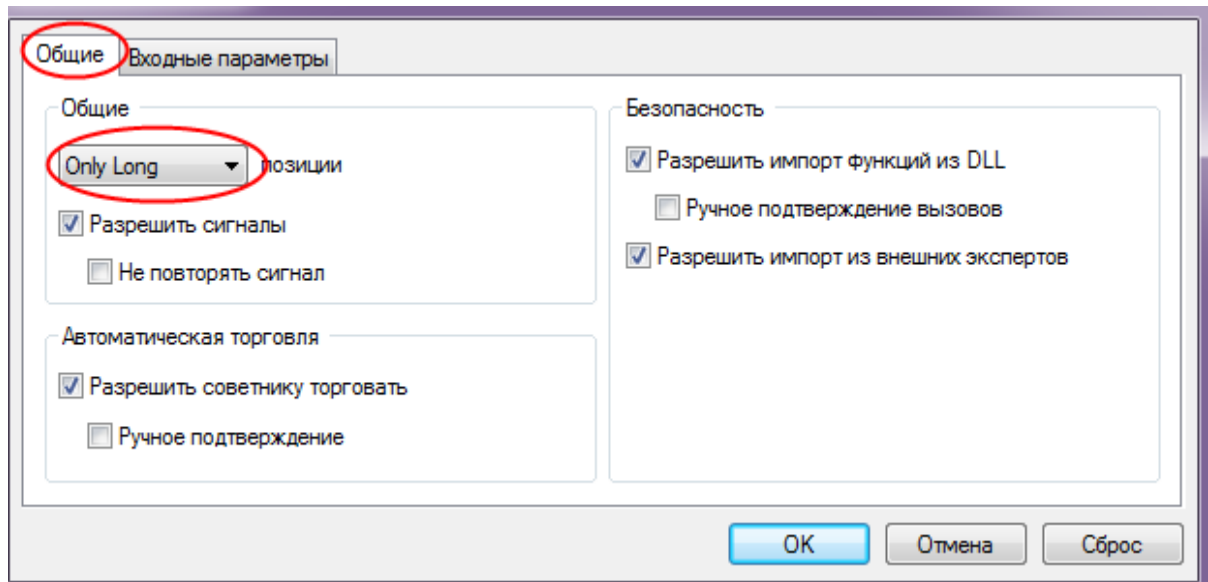 Общие
Входные параметры
Общие
Only Long
позиции
Разрешить сигналы
Не повторять сигнал
Автоматическая торговля
Разрешить советнику торговать
Ручное подтверждение
Безопасность
Разрешить импорт функций из DLL
Ручное подтверждение вызовов
Разрешить импорт из внешних экспертов
OK
Отмена
Сброс